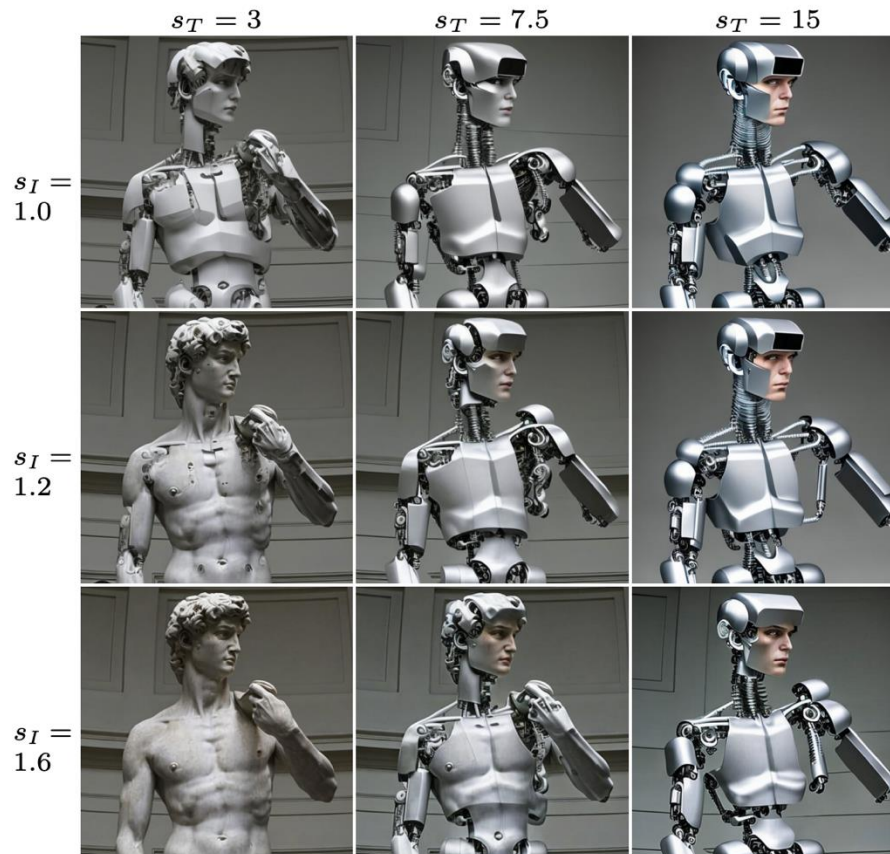 s_T = 3
s_T = 7.5
s_T = 15
s_I =
1.0
s_I =
1.2
s_I =
1.6